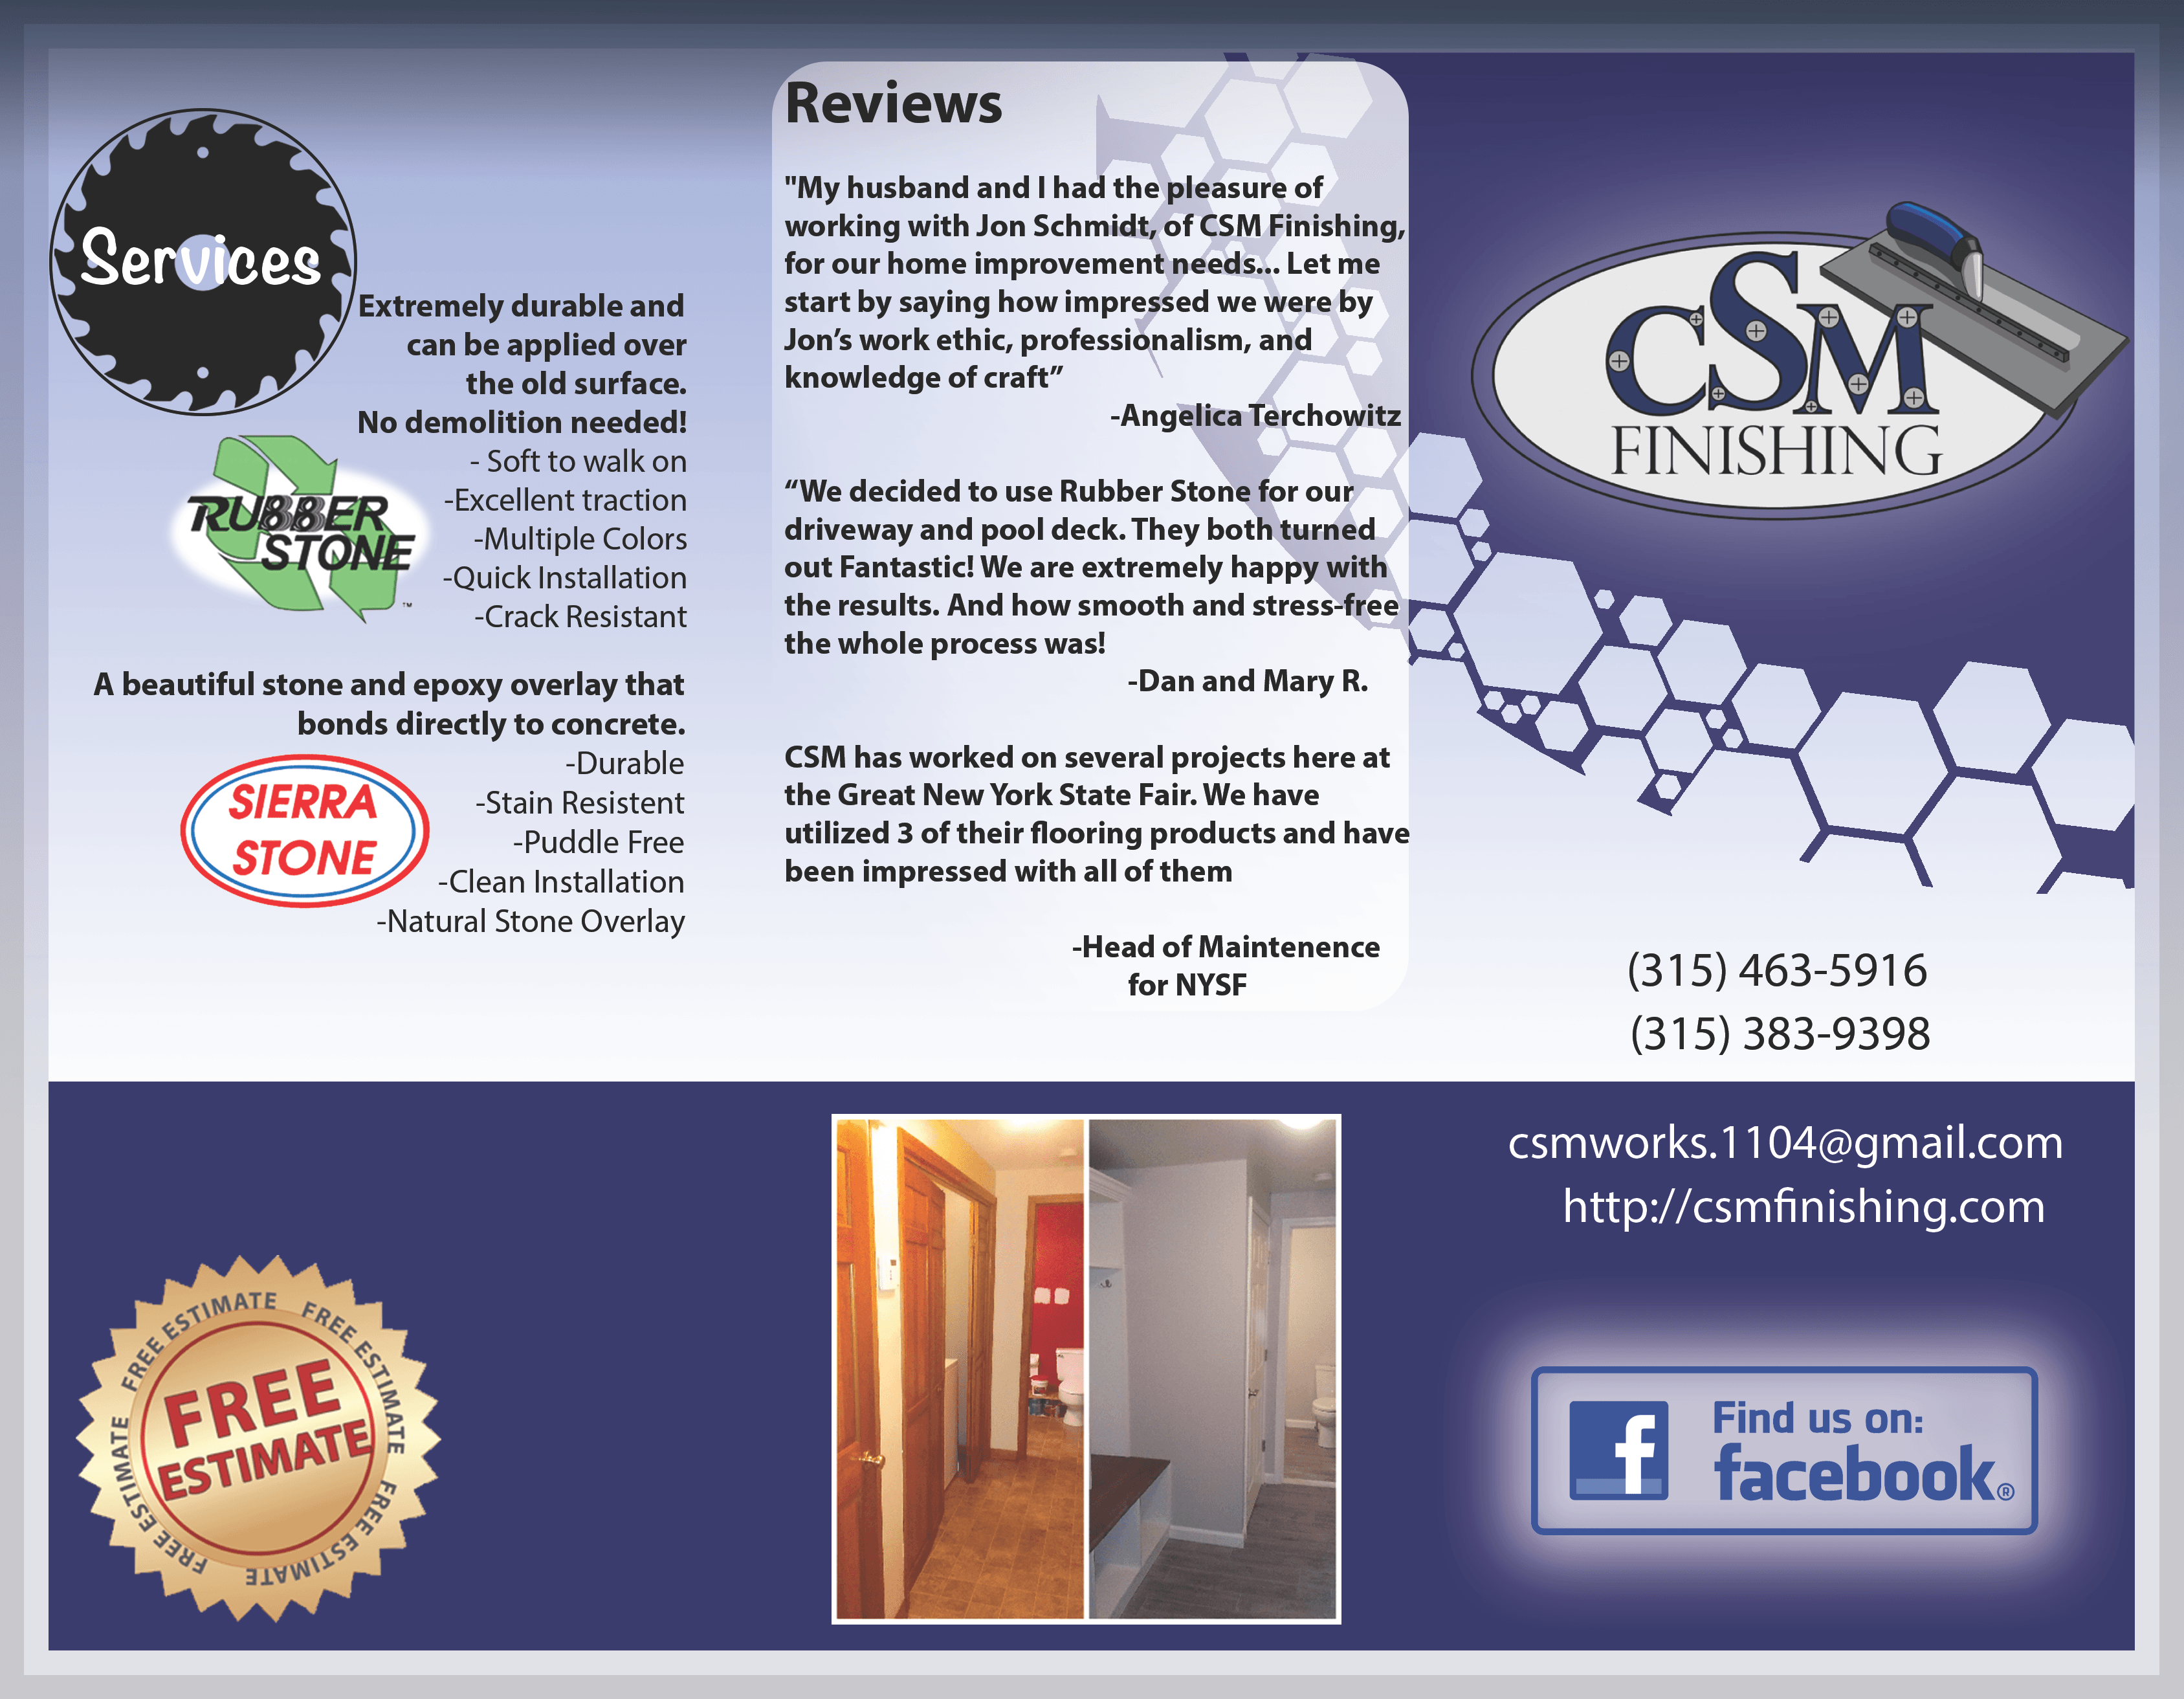 Services
Extremely durable and
can be applied over
the old surface.
No demolition needed!
- Soft to walk on
-Excellent traction
-Multiple Colors
-Quick Installation
-Crack Resistant
RUBBER
STONE
™
A beautiful stone and epoxy overlay that
bonds directly to concrete.
-Durable
-Stain Resistent
-Puddle Free
-Clean Installation
-Natural Stone Overlay
SIERRA
STONE
FREE ESTIMATE FREE ESTIMATE FREE ESTIMATE FREE ESTIMATE
FREE
ESTIMATE
Reviews
"My husband and I had the pleasure of
working with Jon Schmidt, of CSM Finishing,
for our home improvement needs... Let me
start by saying how impressed we were by
Jon’s work ethic, professionalism, and
knowledge of craft”
-Angelica Terchowitz
“We decided to use Rubber Stone for our
driveway and pool deck. They both turned
out Fantastic! We are extremely happy with
the results. And how smooth and stress-free
the whole process was!
-Dan and Mary R.
CSM has worked on several projects here at
the Great New York State Fair. We have
utilized 3 of their flooring products and have
been impressed with all of them
-Head of Maintenence
for NYSF
CSM
FINISHING
(315) 463-5916
(315) 383-9398
csmworks.1104@gmail.com
http://csmfinishing.com
f
Find us on:
facebook®